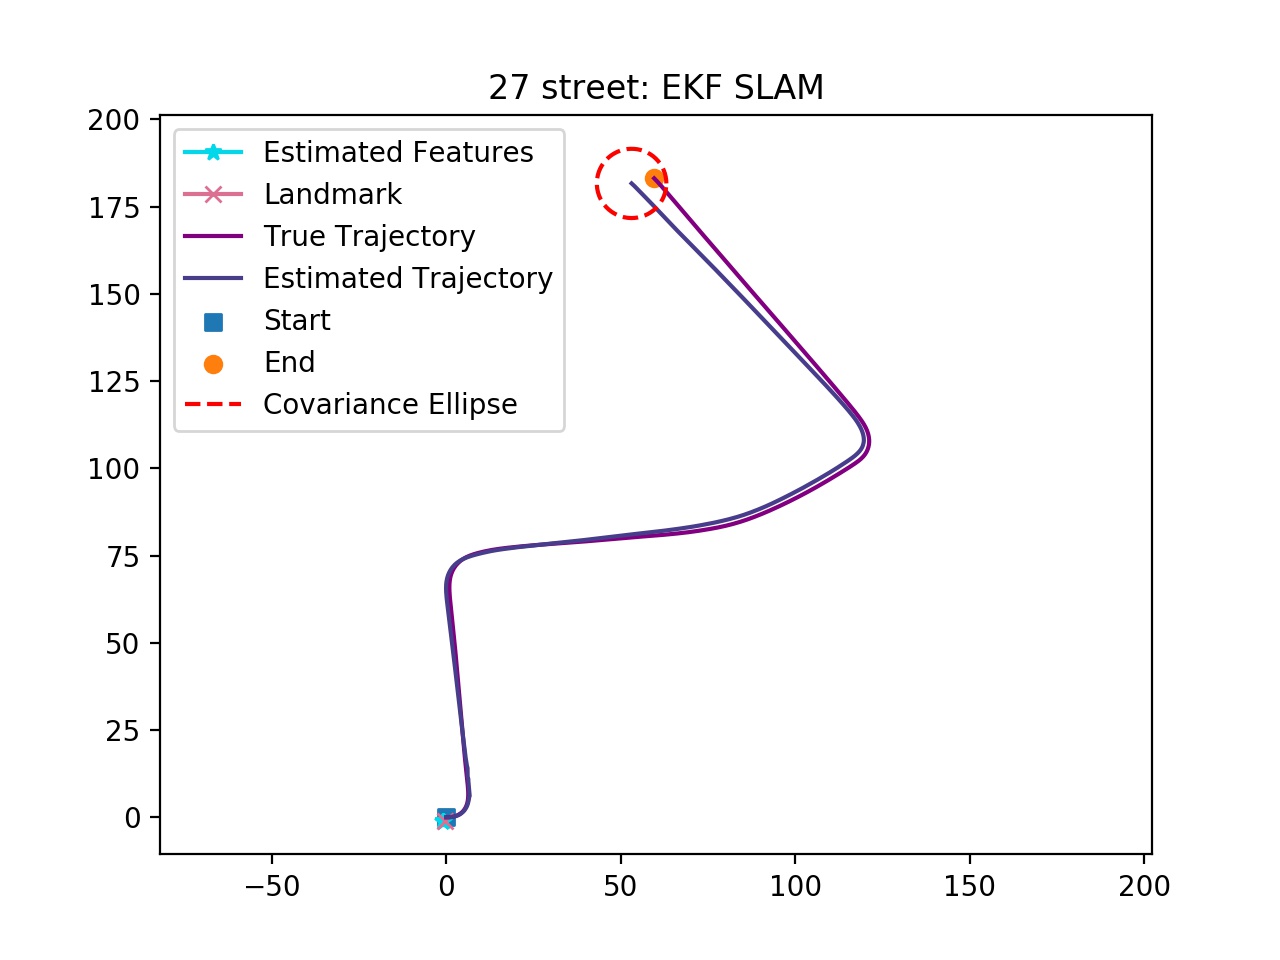 27 street: EKF SLAM
200
175
150
125
100
75
50
25
0
Estimated Features
Landmark
True Trajectory
Estimated Trajectory
Start
End
Covariance Ellipse
−50 0 50 100 150 200